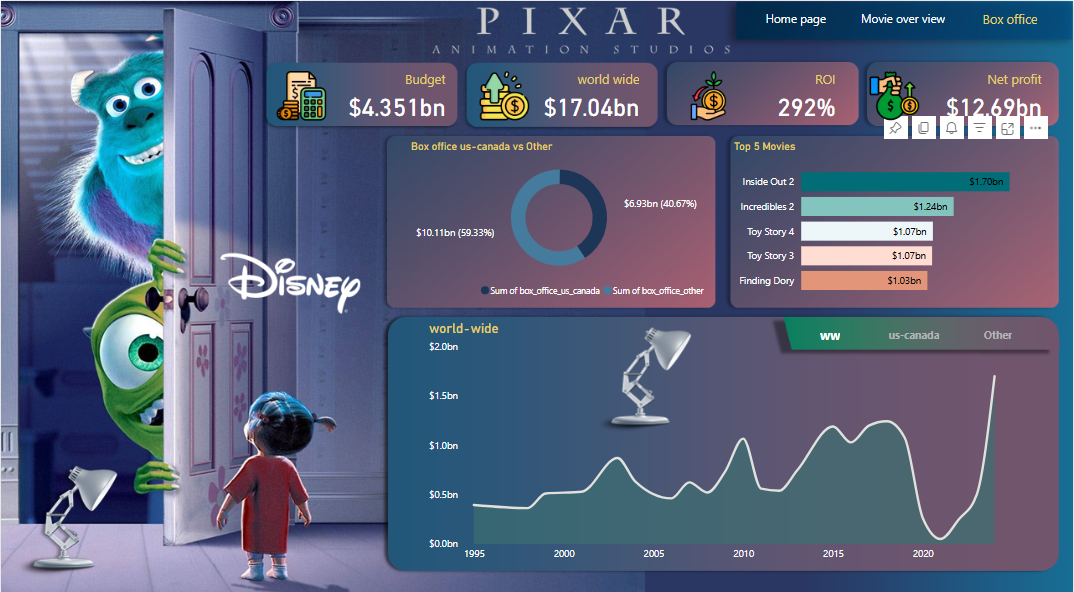 PIXAR
ANIMATION STUDIOS
Home page
Movie over view
Box office
Budget
$4.351bn
world wide
$17.04bn
ROI
292%
Net profit
$12.69bn
Box office us-canada vs Other
$6.93bn (40.67%)
$10.11bn (59.33%)
Sum of box_office_us_canada
Sum of box_office_other
Top 5 Movies
Inside Out 2 $1.70bn
Incredibles 2 $1.24bn
Toy Story 4 $1.07bn
Toy Story 3 $1.07bn
Finding Dory $1.03bn
Disney
world-wide
ww
us-canada
Other
$2.0bn
$1.5bn
$1.0bn
$0.5bn
$0.0bn
1995 2000 2005 2010 2015 2020